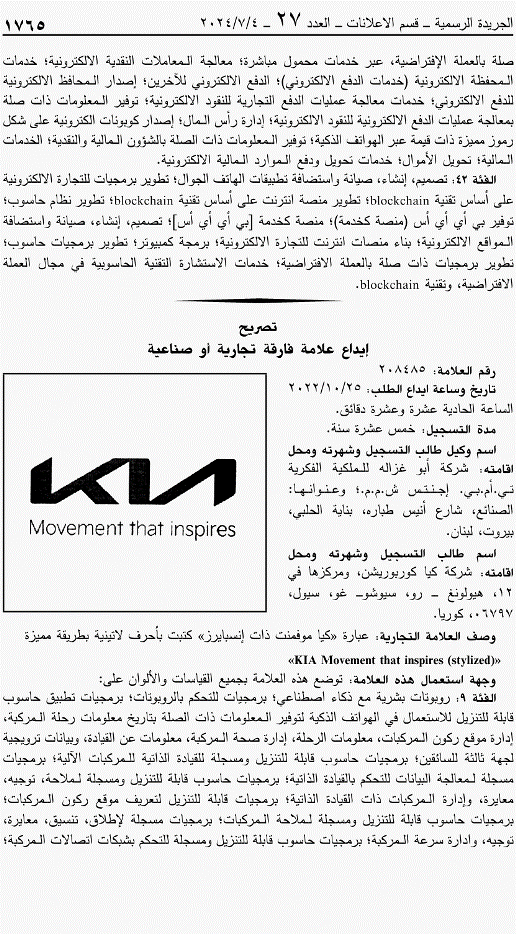 الجريدة الرسمية ــ قسم الاعلانات ــ العدد ٢٧ ــ ٢٠٢٤/٧/٤
١٧٦٥
صلة بالعملة الإفتراضية، عبر خدمات محمول مباشرة؛ معالجة المعاملات النقدية الالكترونية؛ خدمات
المحفظة الالكترونية (خدمات الدفع الالكتروني)؛ الدفع الالكتروني للآخرين؛ إصدار المحافظ الالكترونية
للدفع الالكتروني؛ خدمات معالجة عمليات الدفع التجارية للنقود الالكترونية؛ توفير المعلومات ذات صلة
بمعالجة عمليات الدفع الالكترونية للنقود الالكترونية؛ إدارة رأس المال؛ إصدار كوبونات الكترونية على شكل
رموز مميزة ذات قيمة عبر الهواتف الذكية؛ توفير المعلومات ذات الصلة بالشؤون المالية والنقدية؛ الخدمات
المالية؛ تحويل الأموال؛ خدمات تحويل ودفع الموارد المالية الالكترونية.
الفئة ٤٢: تصميم، إنشاء، صيانة واستضافة تطبيقات الهاتف الجوال؛ تطوير برمجيات للتجارة الالكترونية
على أساس تقنية blockchain؛ تطوير منصة انترنت على أساس تقنية blockchain؛ تطوير نظام حاسوب؛
توفير بي أي أي أس (منصة كخدمة)؛ منصة كخدمة [بي أي أي أس]؛ تصميم، إنشاء، صيانة واستضافة
المواقع الالكترونية؛ بناء منصات انترنت للتجارة الالكترونية؛ برمجة كمبيوتر؛ تطوير برمجيات حاسوب؛
تطوير برمجيات ذات صلة بالعملة الافتراضية؛ خدمات الاستشارة التقنية الحاسوبية في مجال العملة
الافتراضية، وتقنية blockchain.
تصريح
إيداع علامة فارقة تجارية أو صناعية
رقم العلامة: ٢٠٨٤٨٥
تاريخ وساعة ايداع الطلب: ٢٠٢٢/١٠/٢٥
الساعة الحادية عشرة وعشرة دقائق.
مدة التسجيل: خمس عشرة سنة.
اسم وكيل طالب التسجيل وشهرته ومحل
اقامته: شركة أبو غزاله للملكية الفكرية
تي.أم.بي. إجنتس ش.م.م.؛ وعنوانها:
الصنائع، شارع أنيس طباره، بناية الحلبي،
بيروت، لبنان.
اسم طالب التسجيل وشهرته ومحل
اقامته: شركة كيا كوربوريشن، ومركزها في
١٢، هيولونغ ــ رو، سيوشوــ غو، سيول،
٠٦٧٩٧، كوريا.
KIA
Movement that inspires
وصف العلامة التجارية: عبارة «كيا موفمنت ذات إنسبايرز» كتبت بأحرف لاتينية بطريقة مميزة
«KIA Movement that inspires (stylized)»
وجهة استعمال هذه العلامة: توضع هذه العلامة بجميع القياسات والألوان على:
الفئة ٩: روبوتات بشرية مع ذكاء اصطناعي؛ برمجيات للتحكم بالروبوتات؛ برمجيات تطبيق حاسوب
قابلة للتنزيل للاستعمال في الهواتف الذكية لتوفير المعلومات ذات الصلة بتاريخ معلومات رحلة المركبة،
إدارة موقع ركون المركبات، معلومات الرحلة، إدارة صحة المركبة، معلومات عن القيادة، وبيانات ترويجية
لجهة ثالثة للسائقين؛ برمجيات حاسوب قابلة للتنزيل ومسجلة للقيادة الذاتية للمركبات الآلية؛ برمجيات
مسجلة لمعالجة البيانات للتحكم بالقيادة الذاتية؛ برمجيات حاسوب قابلة للتنزيل ومسجلة لملاحة، توجيه،
معايرة، وإدارة المركبات ذات القيادة الذاتية؛ برمجيات قابلة للتنزيل لتعريف موقع ركون المركبات؛
برمجيات حاسوب قابلة للتنزيل ومسجلة لملاحة المركبات؛ برمجيات مسجلة لإطلاق، تنسيق، معايرة،
توجيه، وادارة سرعة المركبة؛ برمجيات حاسوب قابلة للتنزيل ومسجلة للتحكم بشبكات اتصالات المركبة؛